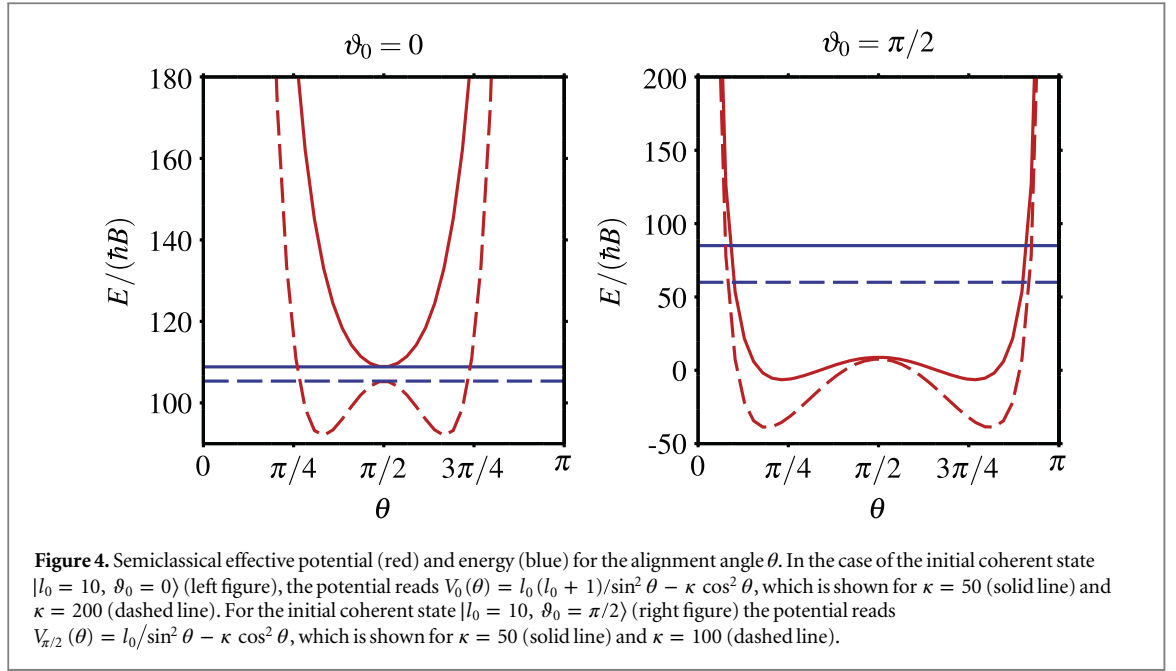 ϑ₀ = 0
180
160
140
120
100
E/(ħB)
0 π/4 π/2 3π/4 π
θ
ϑ₀ = π/2
200
150
100
50
0
-50
E/(ħB)
0 π/4 π/2 3π/4 π
θ
Figure 4. Semiclassical effective potential (red) and energy (blue) for the alignment angle θ. In the case of the initial coherent state
|l₀ = 10, ϑ₀ = 0⟩ (left figure), the potential reads V₀(θ) = l₀(l₀ + 1)/sin² θ − κ cos² θ, which is shown for κ = 50 (solid line) and
κ = 200 (dashed line). For the initial coherent state |l₀ = 10, ϑ₀ = π/2⟩ (right figure) the potential reads
V_π/2 (θ) = l₀/sin² θ − κ cos² θ, which is shown for κ = 50 (solid line) and κ = 100 (dashed line).